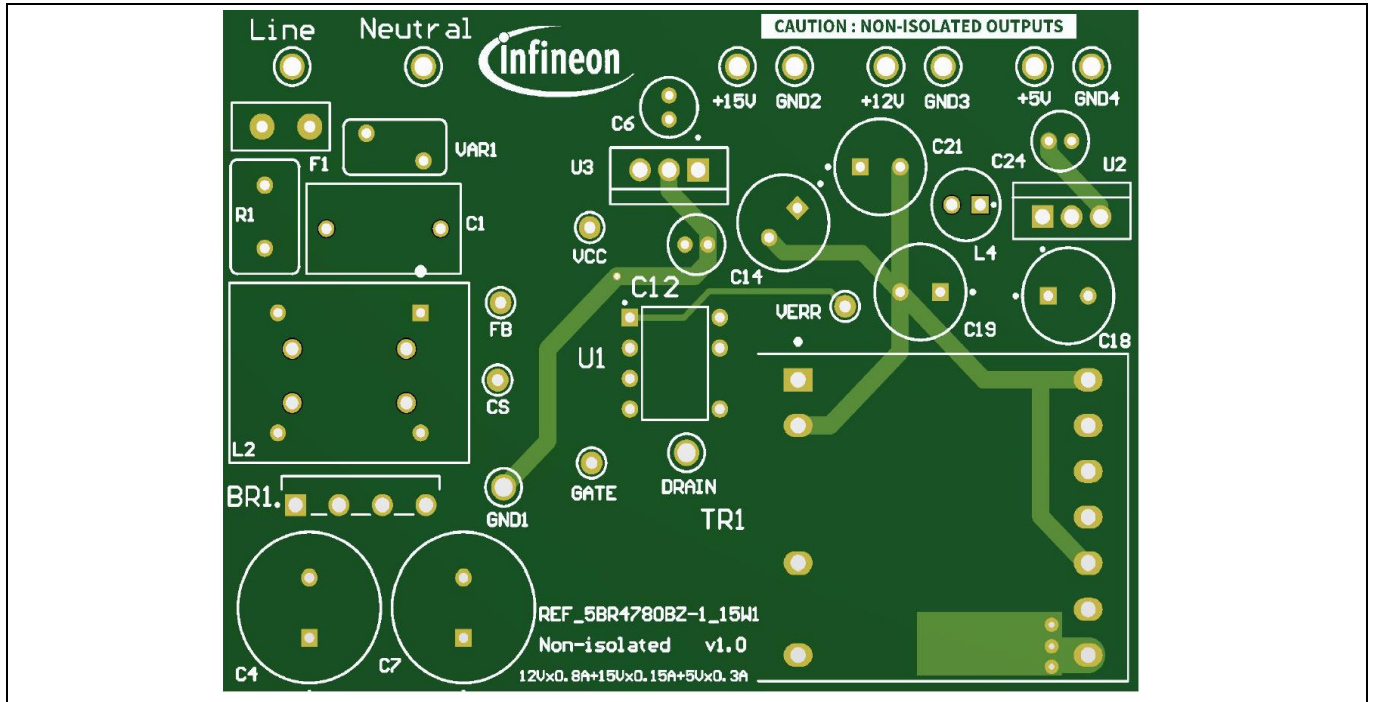 Line
Neutral
infineon
CAUTION : NON-ISOLATED OUTPUTS
+15V
GND2
+12V
GND3
+5V
GND4
C6
F1
VAR1
U3
C21
C24
U2
R1
C1
VCC
C14
L4
C12
VERR
C19
C18
FB
U1
CS
L2
BR1.
GND1
GATE
DRAIN
TR1
C4
C7
REF_5BR4780BZ-1_15W1
Non-isolated v1.0
12Vx0.8A+15Vx0.15A+5Vx0.3A